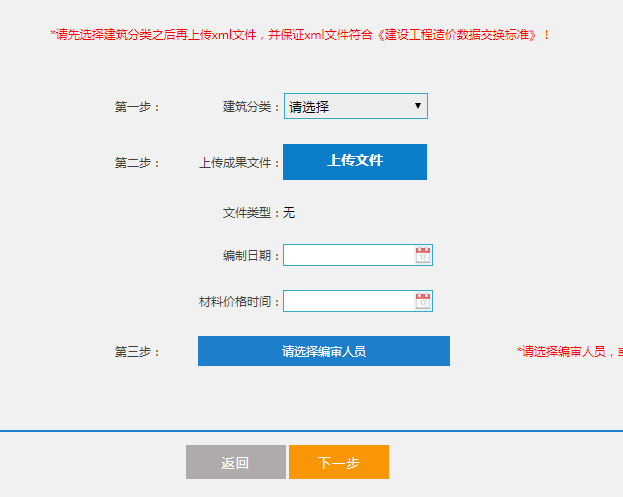 *请先选择建筑分类之后再上传xml文件，并保证xml文件符合《建设工程造价数据交换标准》！
第一步： 建筑分类： 请选择
第二步： 上传成果文件： 上传文件
文件类型：无
编制日期：
材料价格时间：
第三步： 请选择编审人员 *请选择编审人员，
返回 下一步